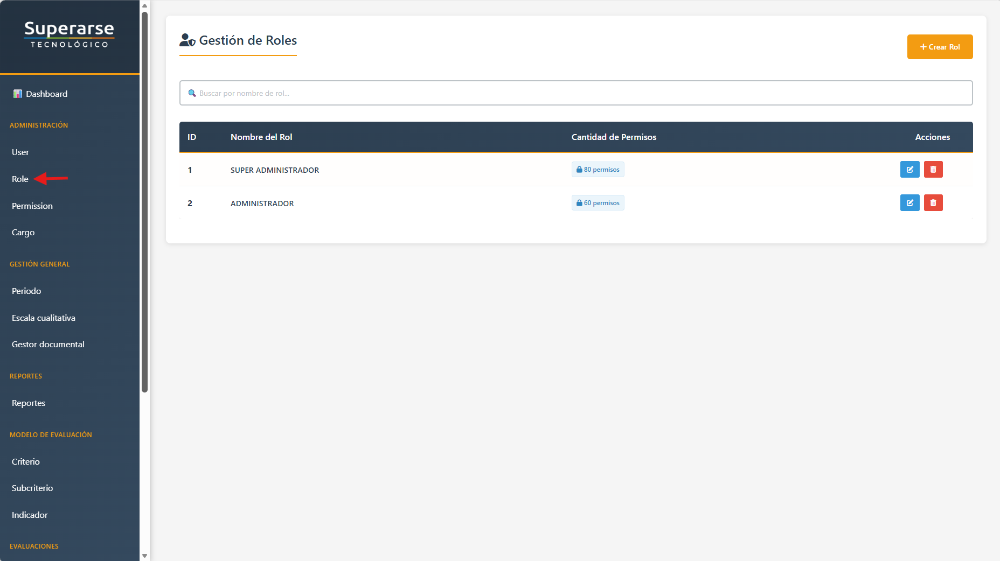 Superarse
TECNOLÓGICO
Dashboard
ADMINISTRACIÓN
User
Role
Permission
Cargo
GESTIÓN GENERAL
Periodo
Escala cualitativa
Gestor documental
REPORTES
Reportes
MODELO DE EVALUACIÓN
Criterio
Subcriterio
Indicador
EVALUACIONES
Gestión de Roles
+ Crear Rol
Buscar por nombre de rol...
ID Nombre del Rol Cantidad de Permisos Acciones
1 SUPER ADMINISTRADOR 80 permisos
2 ADMINISTRADOR 60 permisos